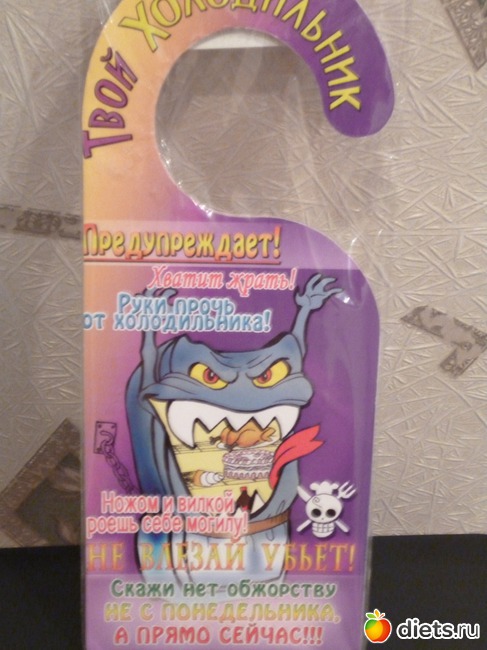 Твой Холодильник
Предупреждает!
Хватит жрать!
Руки прочь
от холодильника!
Ножом и вилкой
роешь себе могилу!
НЕ ВЛЕЗАЙ УБЬЕТ!
Скажи нет-обжорству
НЕ С ПОНЕДЕЛЬНИКА,
А ПРЯМО СЕЙЧАС!!!
diets.ru